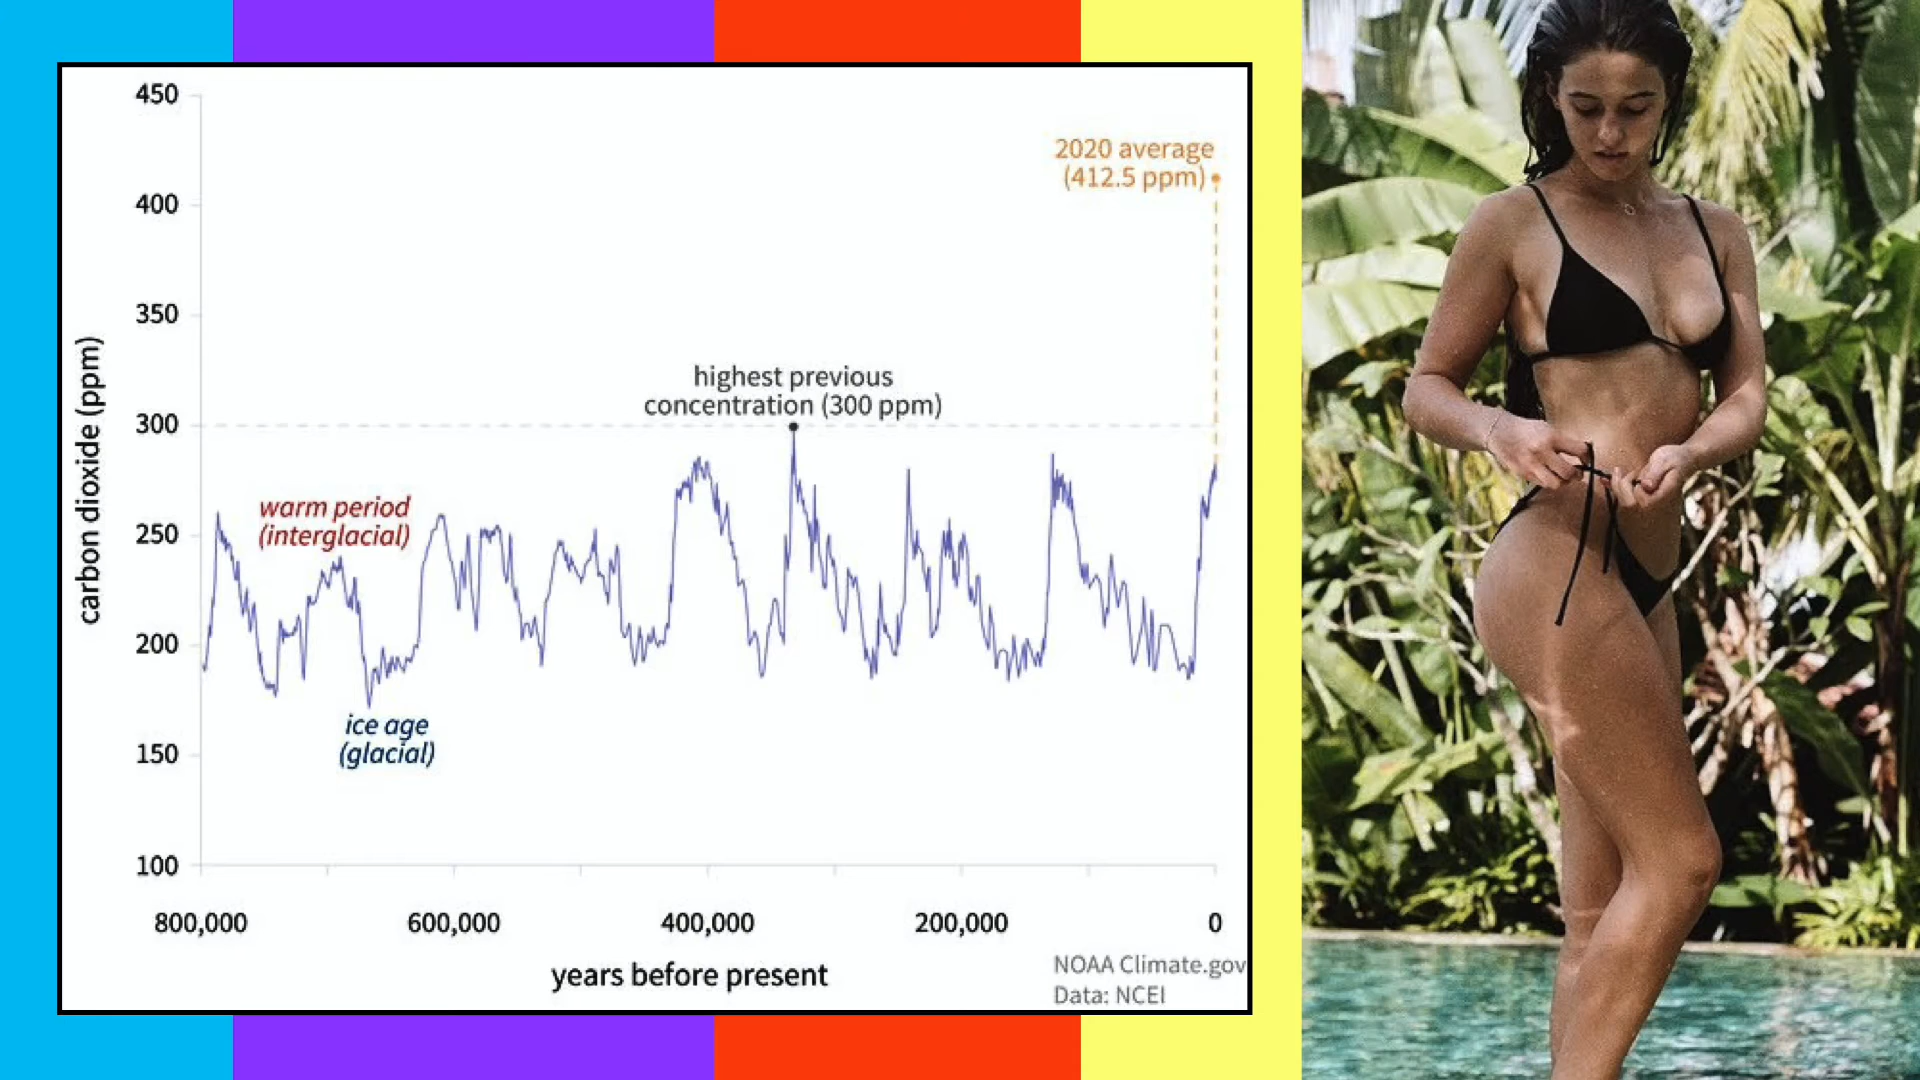 450
2020 average
(412.5 ppm)
400
350
highest previous
concentration (300 ppm)
300
warm period
(interglacial)
250
carbon dioxide (ppm)
200
ice age
(glacial)
150
100
800,000
600,000
400,000
200,000
0
years before present
NOAA Climate.gov
Data: NCEI